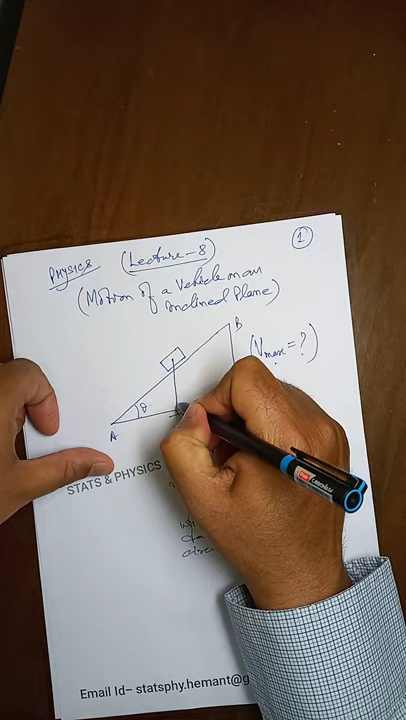 PHYSICS
(Lecture-8)
1
(Motion of a Vehicle on an
Inclined Plane)
B
(Vmax = ?)
θ
A
STATS & PHYSICS
Email Id– statsphy.hemant@g